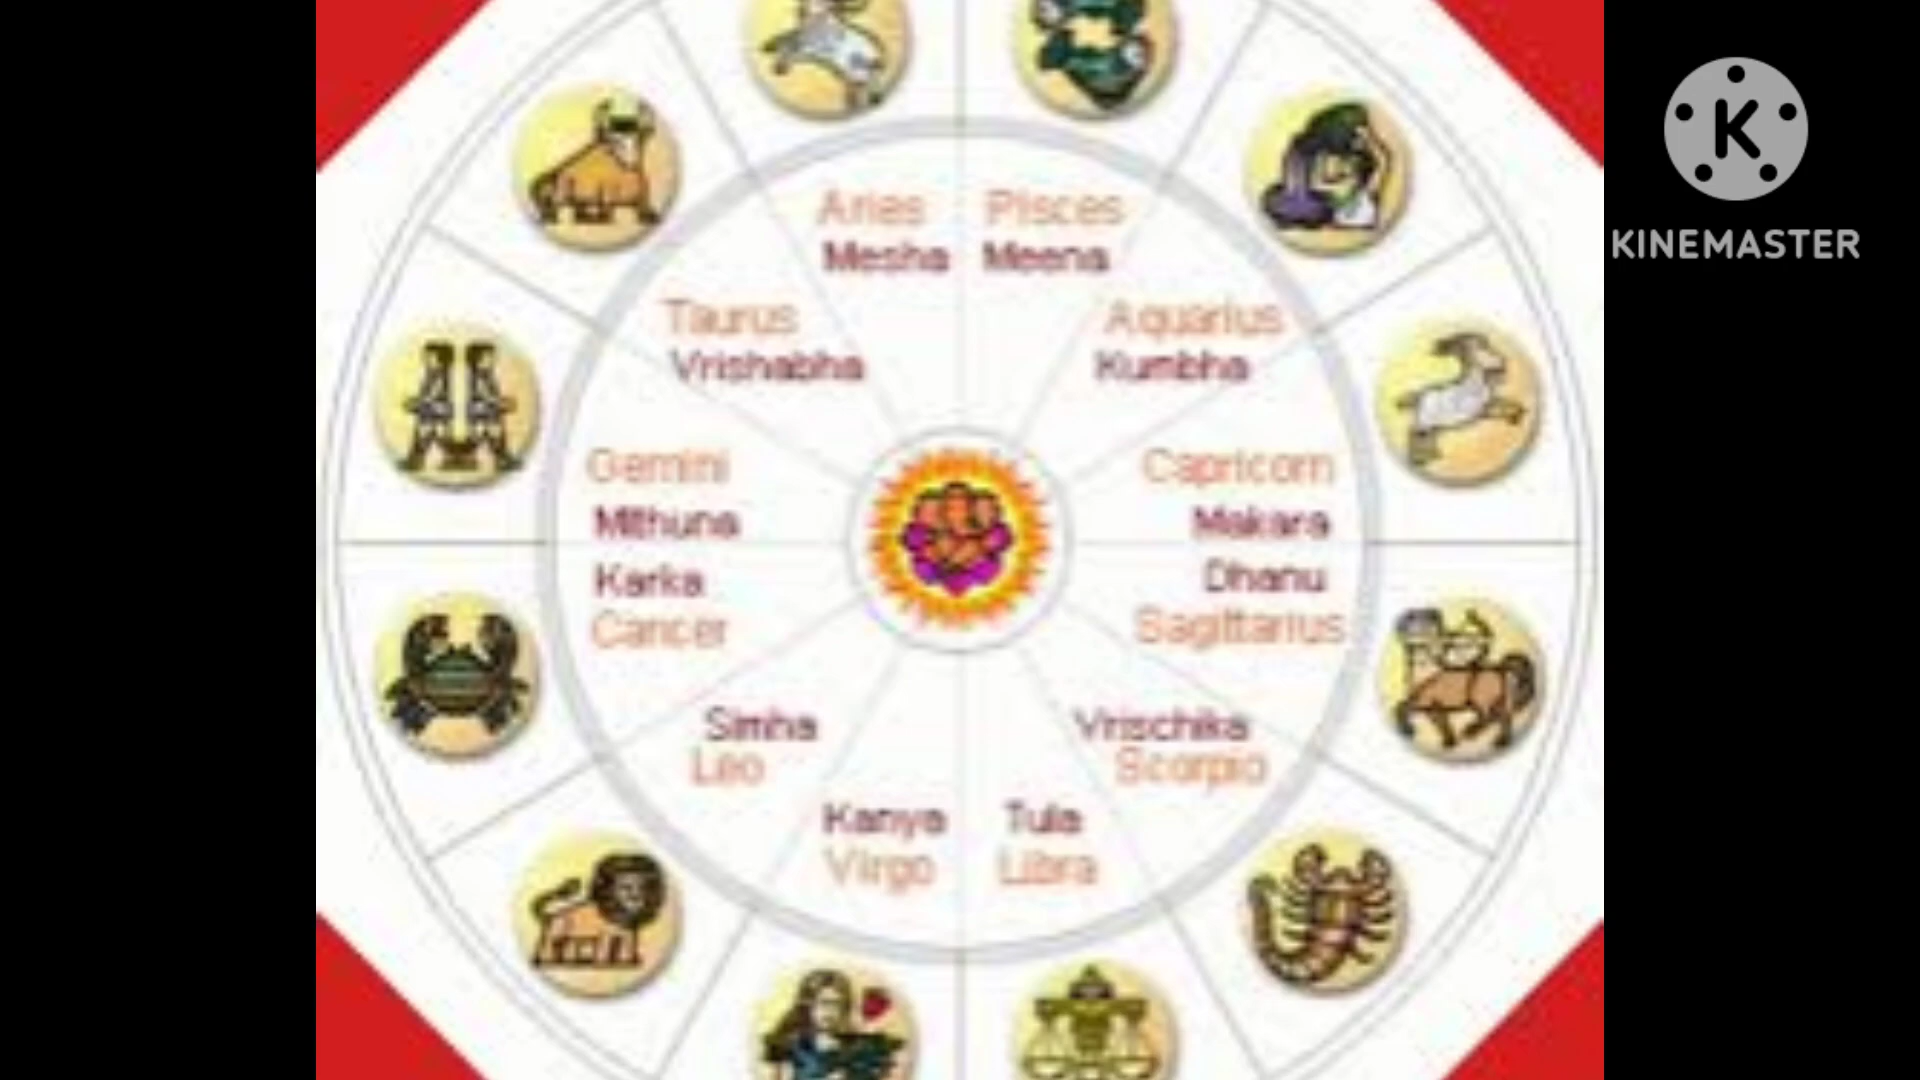 K
KINEMASTER
Aries
Mesha
Pisces
Meena
Taurus
Vrishabha
Aquarius
Kumbha
Gemini
Mithuna
Capricorn
Makara
Karka
Cancer
Dhanu
Sagittarius
Simha
Leo
Vrischika
Scorpio
Kanya
Virgo
Tula
Libra